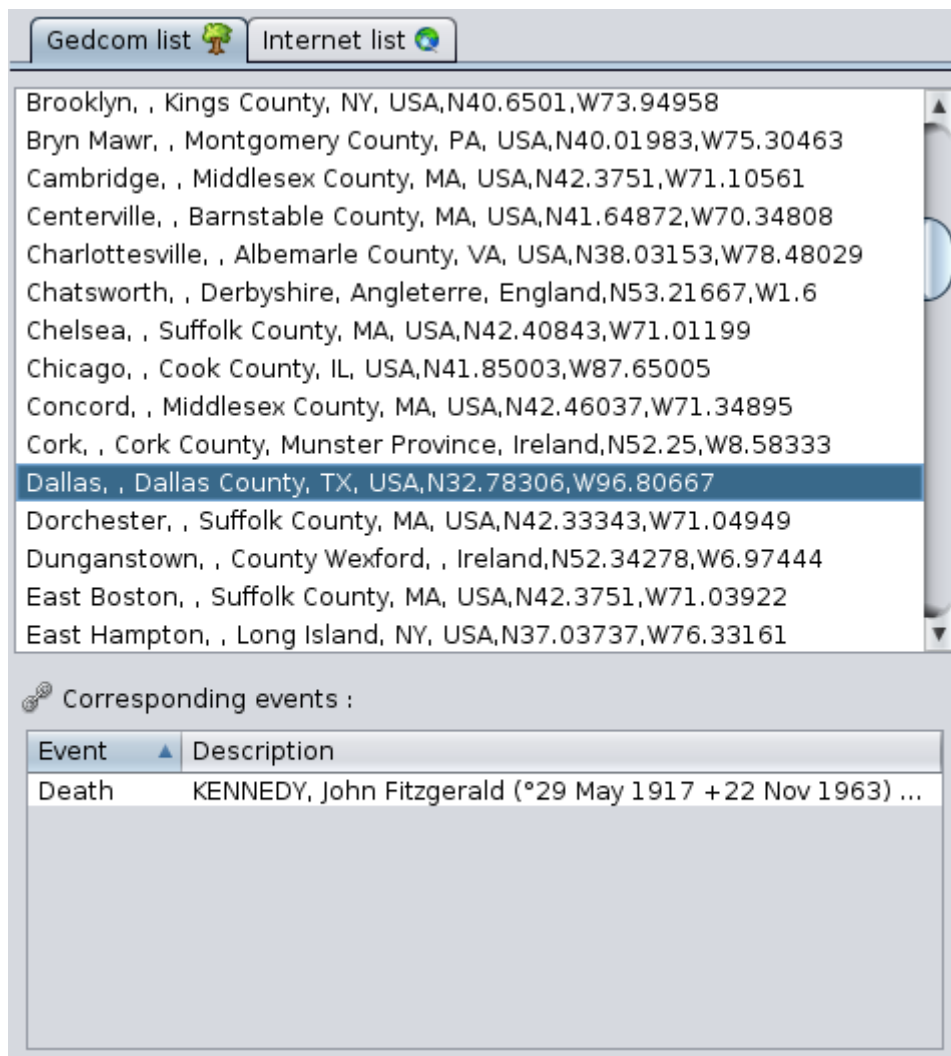 Gedcom list Internet list
Brooklyn, , Kings County, NY, USA,N40.6501,W73.94958
Bryn Mawr, , Montgomery County, PA, USA,N40.01983,W75.30463
Cambridge, , Middlesex County, MA, USA,N42.3751,W71.10561
Centerville, , Barnstable County, MA, USA,N41.64872,W70.34808
Charlottesville, , Albemarle County, VA, USA,N38.03153,W78.48029
Chatsworth, , Derbyshire, Angleterre, England,N53.21667,W1.6
Chelsea, , Suffolk County, MA, USA,N42.40843,W71.01199
Chicago, , Cook County, IL, USA,N41.85003,W87.65005
Concord, , Middlesex County, MA, USA,N42.46037,W71.34895
Cork, , Cork County, Munster Province, Ireland,N52.25,W8.58333
Dallas, , Dallas County, TX, USA,N32.78306,W96.80667
Dorchester, , Suffolk County, MA, USA,N42.33343,W71.04949
Dunganstown, , County Wexford, , Ireland,N52.34278,W6.97444
East Boston, , Suffolk County, MA, USA,N42.3751,W71.03922
East Hampton, , Long Island, NY, USA,N37.03737,W76.33161
Corresponding events :
Event Description
Death KENNEDY, John Fitzgerald (°29 May 1917 +22 Nov 1963) ...